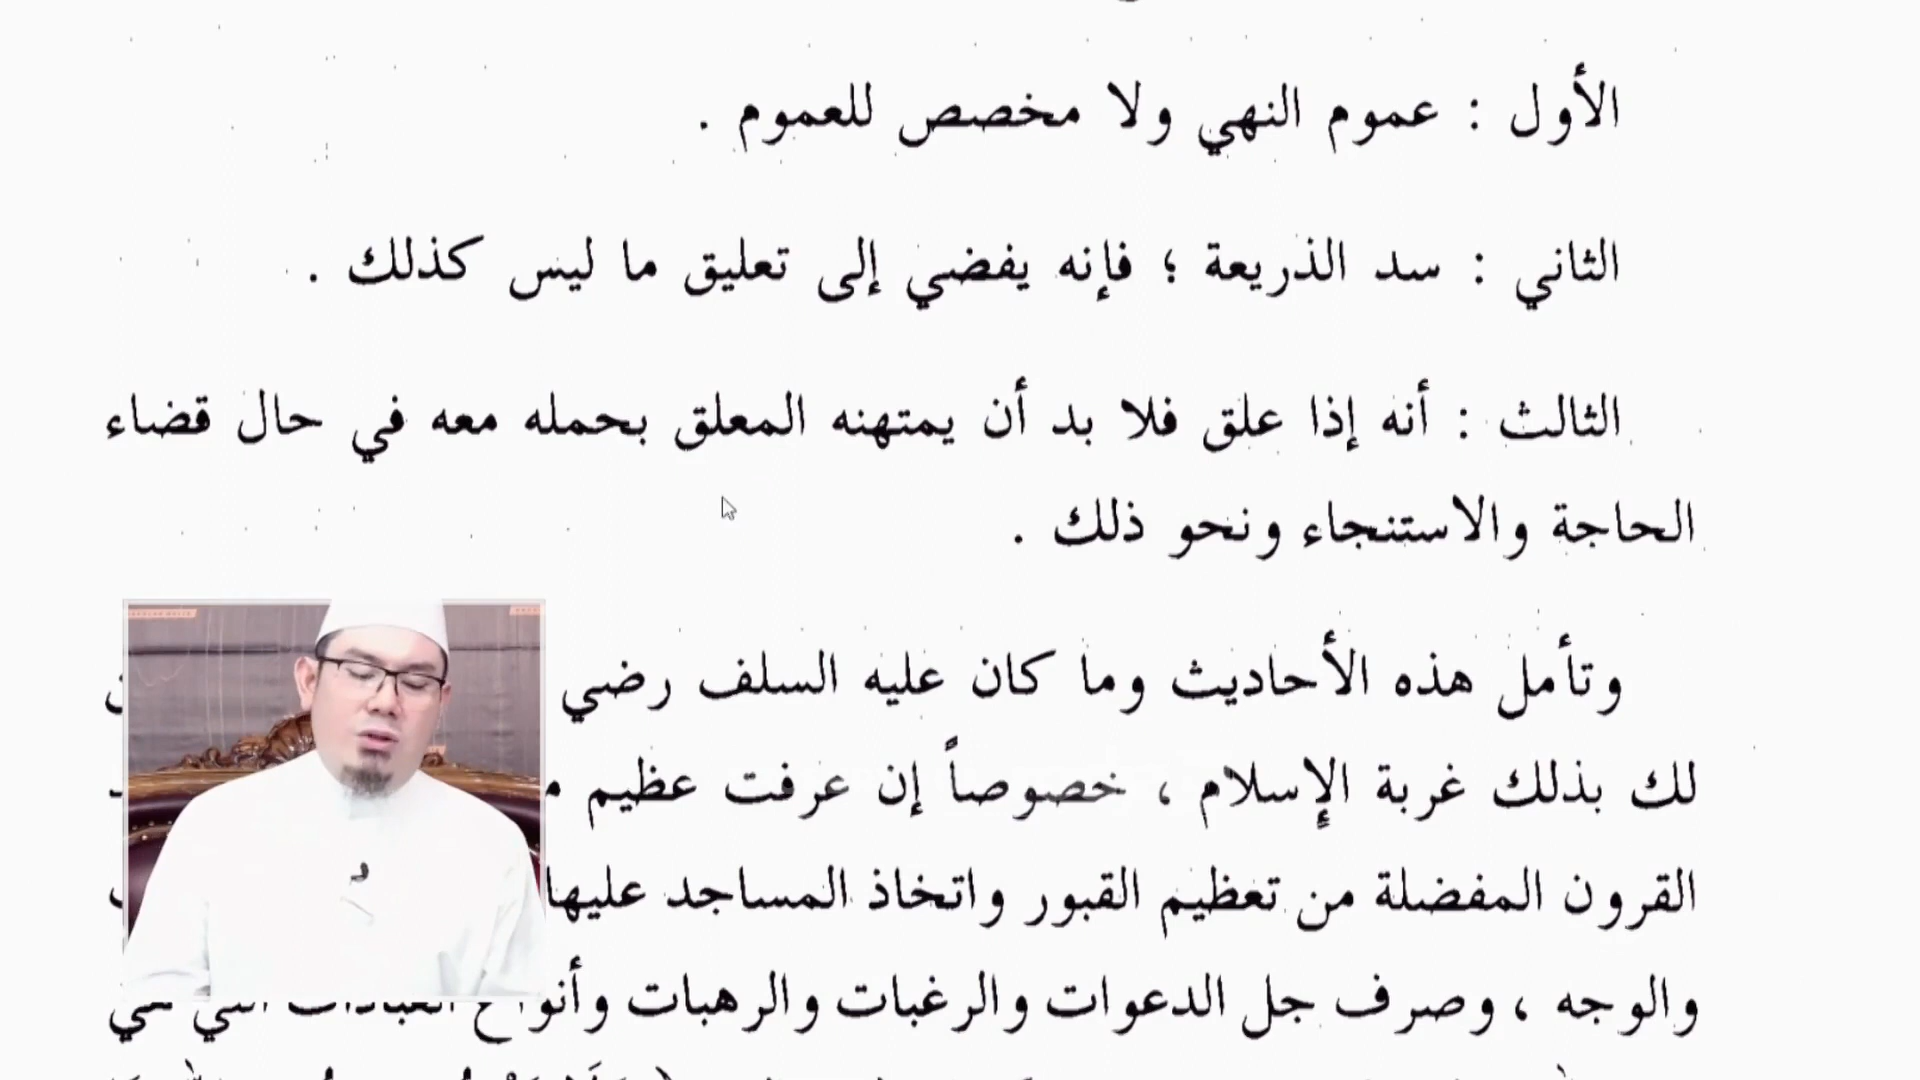 الأول : عموم النهي ولا مخصص للعموم .
الثاني : سد الذريعة ؛ فإنه يفضي إلى تعليق ما ليس كذلك .
الثالث : أنه إذا علق فلا بد أن يمتهنه المعلق بحمله معه في حال قضاء
الحاجة والاستنجاء ونحو ذلك .
وتأمل هذه الأحاديث وما كان عليه السلف رضي
لك بذلك غربة الإسلام ، خصوصاً إن عرفت عظيم
القرون المفضلة من تعظيم القبور واتخاذ المساجد عليها
والوجه ، وصرف جل الدعوات والرغبات والرهبات وأنواع